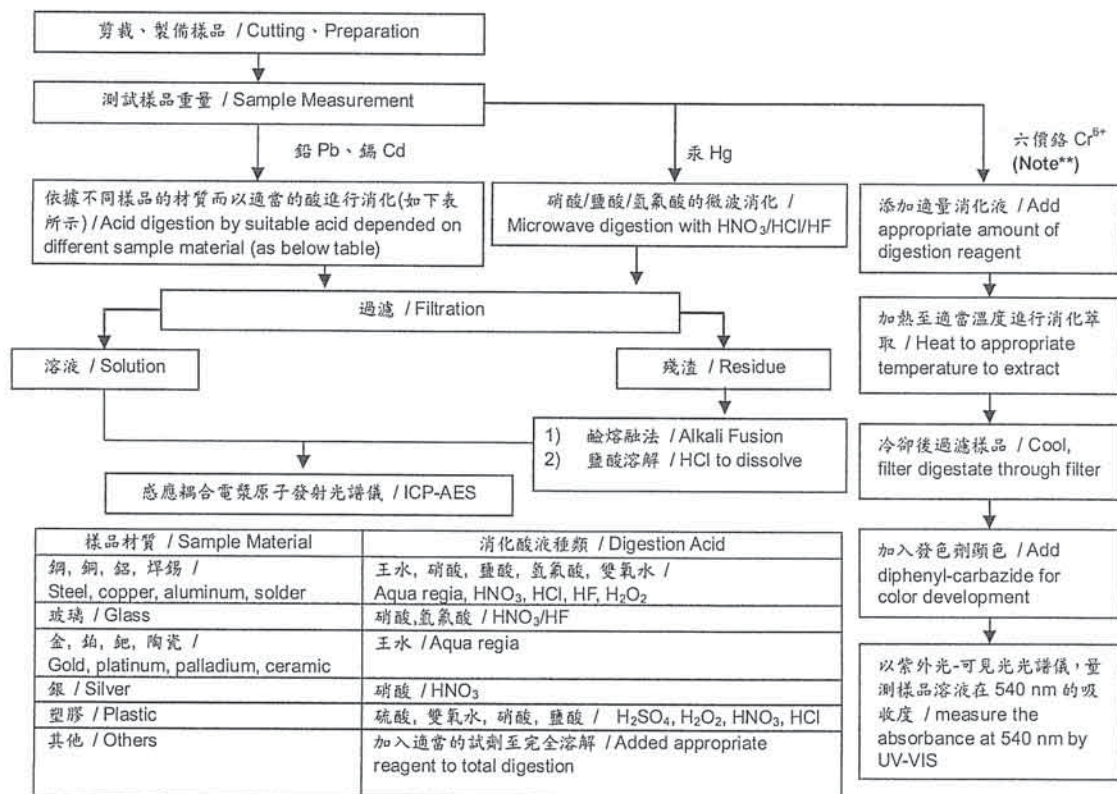 剪裁、製備樣品 / Cutting、Preparation
測試樣品重量 / Sample Measurement
鉛 Pb、鎘 Cd
汞 Hg
六價鉻 Cr⁶⁺
(Note**)
依據不同樣品的材質而以適當的酸進行消化(如下表
所示) / Acid digestion by suitable acid depended on
different sample material (as below table)
硝酸/鹽酸/氫氟酸的微波消化 /
Microwave digestion with HNO₃/HCl/HF
添加適量消化液 / Add
appropriate amount of
digestion reagent
過濾 / Filtration
加熱至適當溫度進行消化萃
取 / Heat to appropriate
temperature to extract
溶液 / Solution
殘渣 / Residue
1) 鹼熔融法 / Alkali Fusion
2) 鹽酸溶解 / HCl to dissolve
冷卻後過濾樣品 / Cool,
filter digestate through filter
感應耦合電漿原子發射光譜儀 / ICP-AES
加入發色劑顯色 / Add
diphenyl-carbazide for
color development
以紫外光-可見光光譜儀，量
測樣品溶液在 540 nm 的吸
收度 / measure the
absorbance at 540 nm by
UV-VIS
樣品材質 / Sample Material
消化酸液種類 / Digestion Acid
鋼, 銅, 鋁, 焊錫 /
Steel, copper, aluminum, solder
王水, 硝酸, 鹽酸, 氫氟酸, 雙氧水 /
Aqua regia, HNO₃, HCl, HF, H₂O₂
玻璃 / Glass
硝酸,氫氟酸 / HNO₃/HF
金, 鉑, 鈀, 陶瓷 /
Gold, platinum, palladium, ceramic
王水 / Aqua regia
銀 / Silver
硝酸 / HNO₃
塑膠 / Plastic
硫酸, 雙氧水, 硝酸, 鹽酸 / H₂SO₄, H₂O₂, HNO₃, HCl
其他 / Others
加入適當的試劑至完全溶解 / Added appropriate
reagent to total digestion